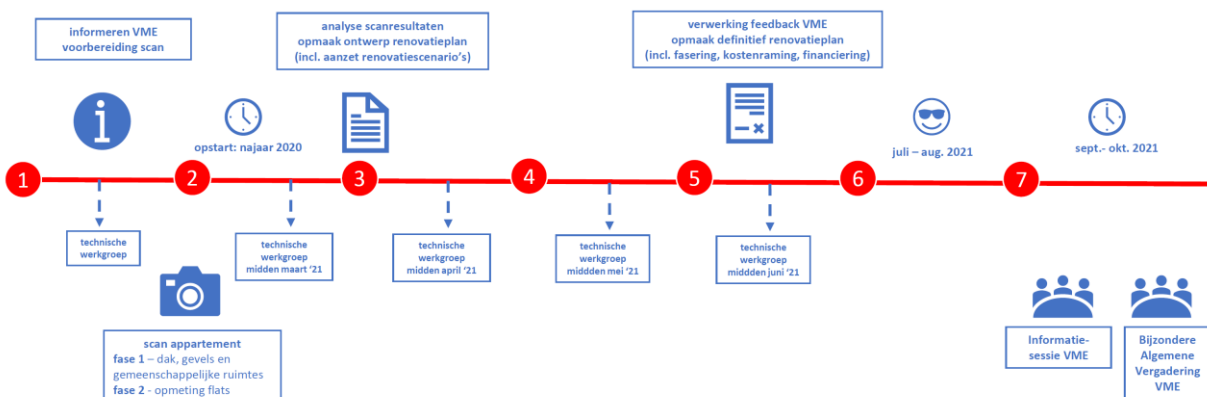 informeren VME
voorbereiding scan
analyse scanresultaten
opmaak ontwerp renovatieplan
(incl. aanzet renovatiescenario's)
verwerking feedback VME
opmaak definitief renovatieplan
(incl. fasering, kostenraming, financiering)
opstart: najaar 2020
juli – aug. 2021
sept.- okt. 2021
1
2
3
4
5
6
7
technische
werkgroep
technische
werkgroep
midden maart '21
technische
werkgroep
midden april '21
technische
werkgroep
middden mei '21
technische
werkgroep
middden juni '21
scan appartement
fase 1 – dak, gevels en
gemeenschappelijke ruimtes
fase 2 - opmeting flats
Informatie-
sessie VME
Bijzondere
Algemene
Vergadering
VME